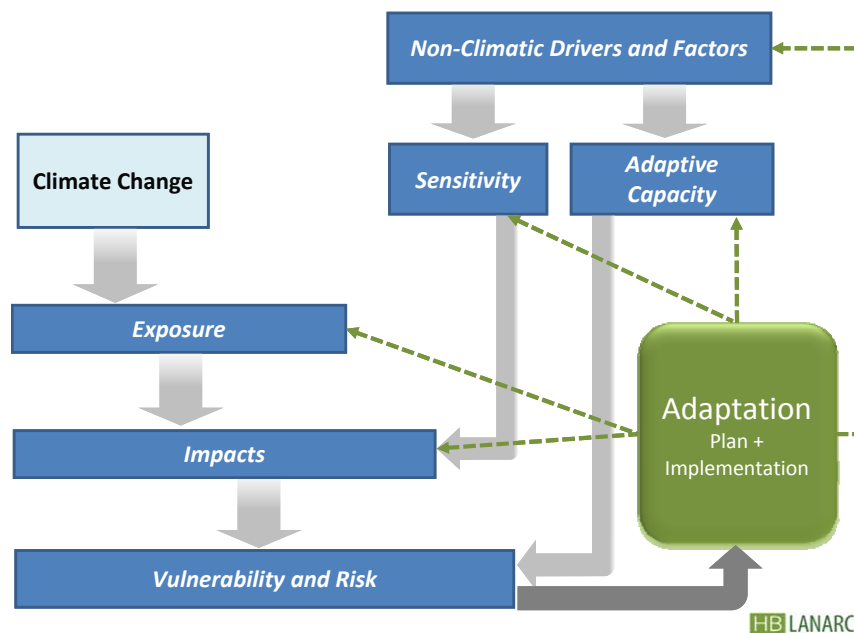 Non-Climatic Drivers and Factors
Climate Change
Sensitivity
Adaptive
Capacity
Exposure
Adaptation
Plan +
Implementation
Impacts
Vulnerability and Risk
HB LANARC